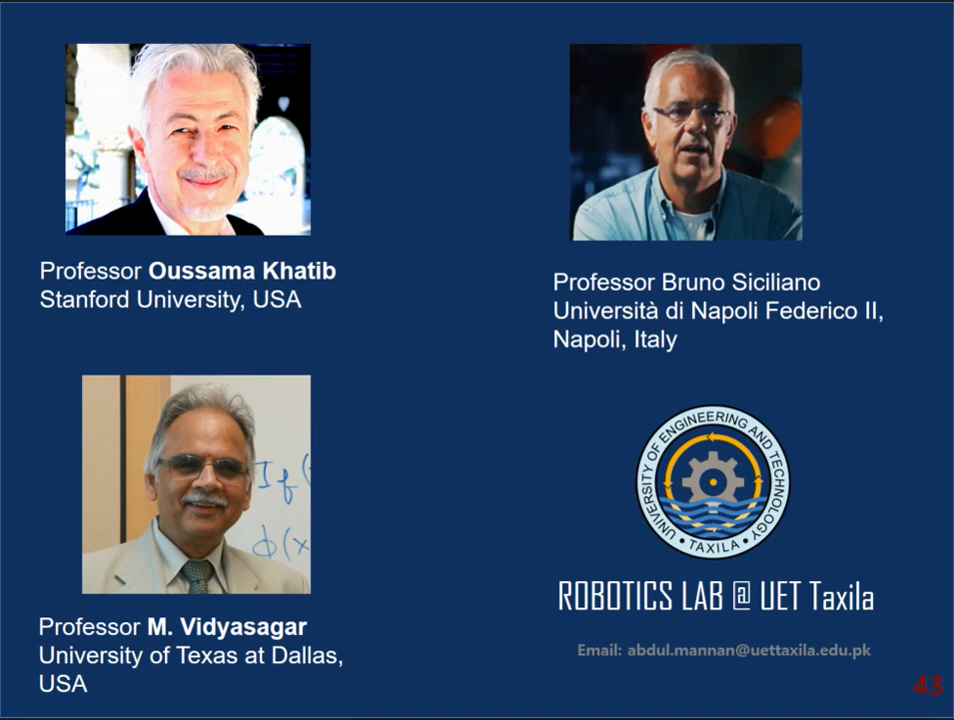 Professor Oussama Khatib
Stanford University, USA
Professor Bruno Siciliano
Università di Napoli Federico II,
Napoli, Italy
If (
ϕ(x
Professor M. Vidyasagar
University of Texas at Dallas,
USA
UNIVERSITY OF ENGINEERING AND TECHNOLOGY
• TAXILA •
ROBOTICS LAB @ UET Taxila
Email: abdul.mannan@uettaxila.edu.pk
43